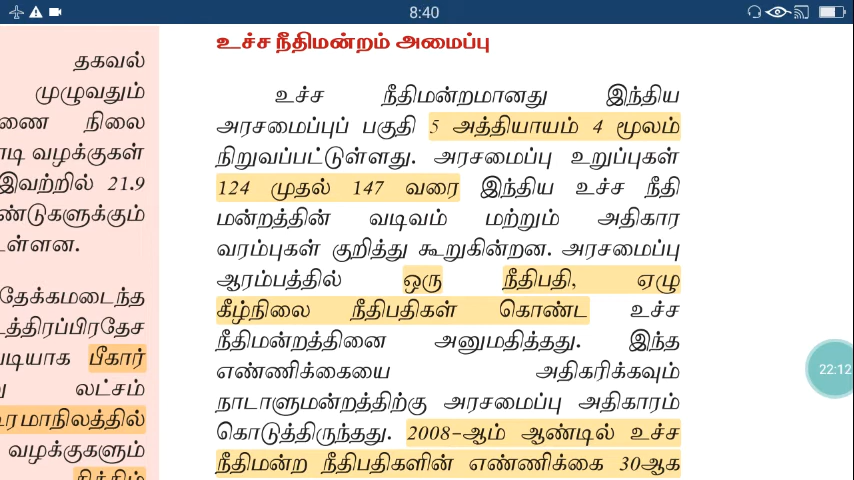 8:40
தகவல்
முழுவதும்
நிலை
வழக்குகள்
இவற்றில் 21.9
ண்டுகளுக்கும்
உள்ளன.
தேக்கமடைந்த
த்திரப்பிரதேச
படியாக பீகார்
லட்சம்
ரமாநிலத்தில்
வழக்குகளும்
உச்ச நீதிமன்றம் அமைப்பு
உச்ச நீதிமன்றமானது இந்திய
அரசமைப்புப் பகுதி 5 அத்தியாயம் 4 மூலம்
நிறுவப்பட்டுள்ளது. அரசமைப்பு உறுப்புகள்
124 முதல் 147 வரை இந்திய உச்ச நீதி
மன்றத்தின் வடிவம் மற்றும் அதிகார
வரம்புகள் குறித்து கூறுகின்றன. அரசமைப்பு
ஆரம்பத்தில் ஒரு நீதிபதி, ஏழு
கீழ்நிலை நீதிபதிகள் கொண்ட உச்ச
நீதிமன்றத்தினை அனுமதித்தது. இந்த
எண்ணிக்கையை அதிகரிக்கவும்
நாடாளுமன்றத்திற்கு அரசமைப்பு அதிகாரம்
கொடுத்திருந்தது. 2008-ஆம் ஆண்டில் உச்ச
நீதிமன்ற நீதிபதிகளின் எண்ணிக்கை 30ஆக
22:12